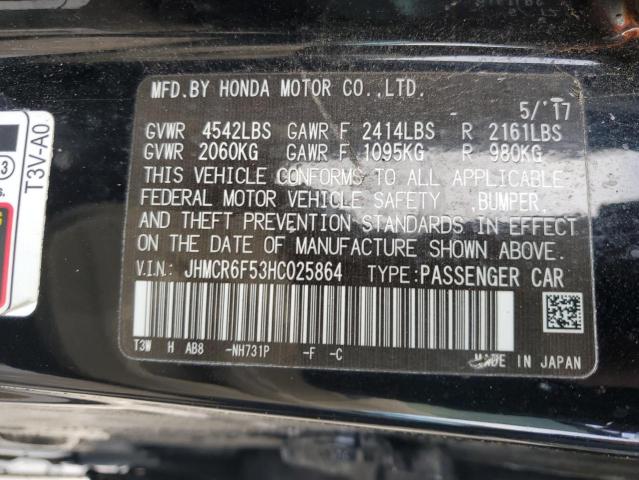 MFD.BY HONDA MOTOR CO.,LTD.
5/'17
GVWR 4542LBS GAWR F 2414LBS R 2161LBS
GVWR 2060KG GAWR F 1095KG R 980KG
THIS VEHICLE CONFORMS TO ALL APPLICABLE
FEDERAL MOTOR VEHICLE SAFETY ,BUMPER,
AND THEFT PREVENTION STANDARDS IN EFFECT
ON THE DATE OF MANUFACTURE SHOWN ABOVE.
V.I.N: JHMCR6F53HC025864 TYPE:PASSENGER CAR
T3W H AB8 -NH731P -F -C
MADE IN JAPAN
T3V-A0
3
s.